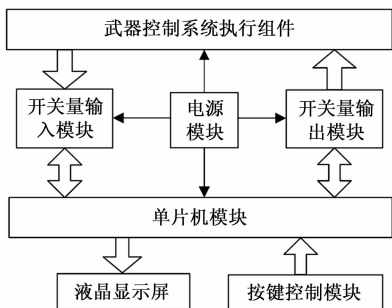 武器控制系统执行组件
开关量输
入模块
电源
模块
开关量输
出模块
单片机模块
液晶显示屏
按键控制模块